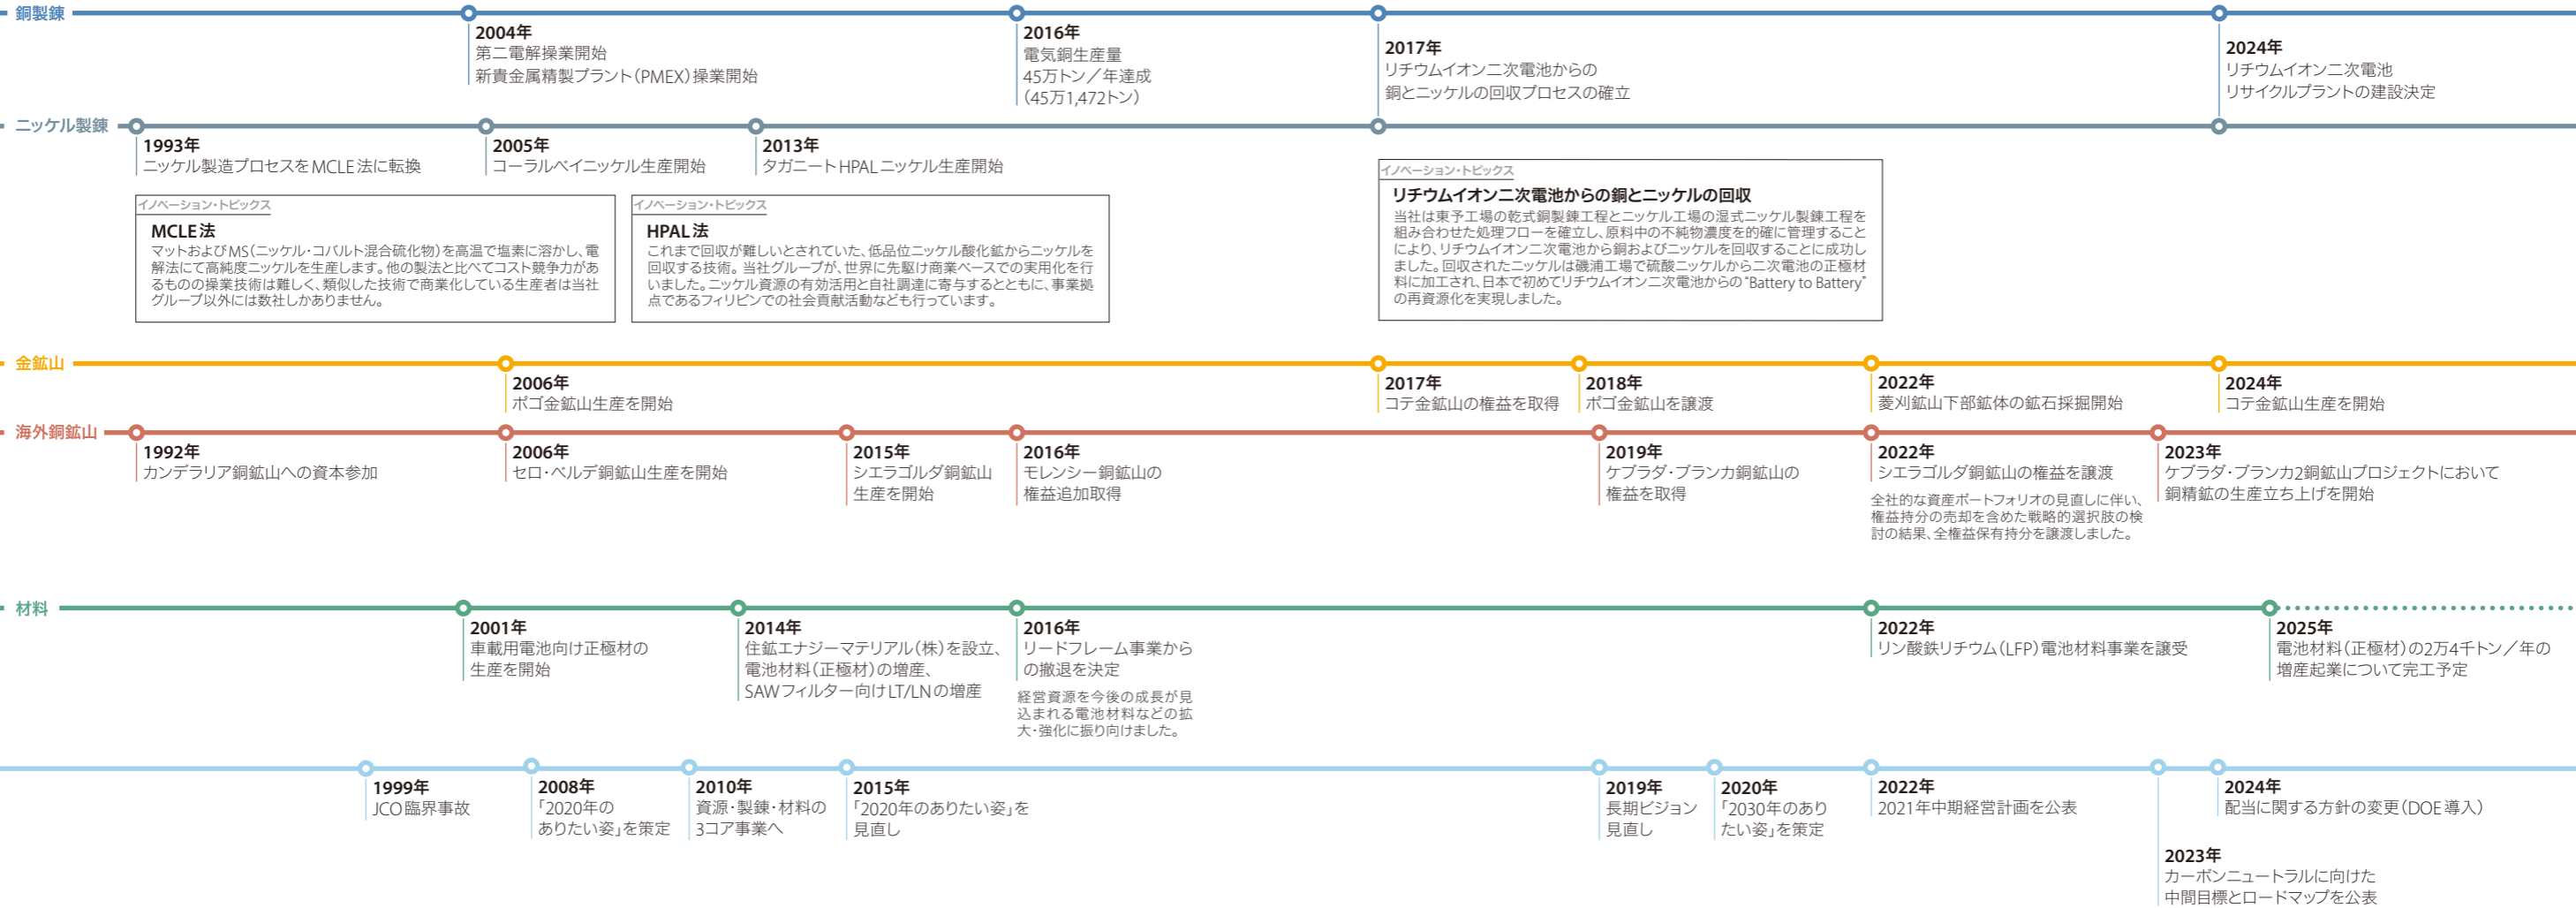 銅製錬
2004年
第二電解操業開始
新貴金属精製プラント(PMEX)操業開始
2016年
電気銅生産量
45万トン／年達成
(45万1,472トン)
2017年
リチウムイオン二次電池からの
銅とニッケルの回収プロセスの確立
2024年
リチウムイオン二次電池
リサイクルプラントの建設決定
ニッケル製錬
1993年
ニッケル製造プロセスをMCLE法に転換
2005年
コーラルベイニッケル生産開始
2013年
タガニートHPALニッケル生産開始
イノベーション・トピックス
MCLE法
マットおよびMS(ニッケル・コバルト混合硫化物)を高温で塩素に溶かし、電
解法にて高純度ニッケルを生産します。他の製法と比べてコスト競争力があ
るものの操業技術は難しく、類似した技術で商業化している生産者は当社
グループ以外には数社しかありません。
イノベーション・トピックス
HPAL法
これまで回収が難しいとされていた、低品位ニッケル酸化鉱からニッケルを
回収する技術。当社グループが、世界に先駆け商業ベースでの実用化を行
いました。ニッケル資源の有効活用と自社調達に寄与するとともに、事業拠
点であるフィリピンでの社会貢献活動なども行っています。
イノベーション・トピックス
リチウムイオン二次電池からの銅とニッケルの回収
当社は東予工場の乾式銅製錬工程とニッケル工場の湿式ニッケル製錬工程を
組み合わせた処理フローを確立し、原料中の不純物濃度を的確に管理すること
により、リチウムイオン二次電池から銅およびニッケルを回収することに成功し
ました。回収されたニッケルは磯浦工場で硫酸ニッケルから二次電池の正極材
料に加工され、日本で初めてリチウムイオン二次電池からの"Battery to Battery"
の再資源化を実現しました。
金鉱山
2006年
ポゴ金鉱山生産を開始
2017年
コテ金鉱山の権益を取得
2018年
ポゴ金鉱山を譲渡
2022年
菱刈鉱山下部鉱体の鉱石採掘開始
2024年
コテ金鉱山生産を開始
海外銅鉱山
1992年
カンデラリア銅鉱山への資本参加
2006年
セロ・ベルデ銅鉱山生産を開始
2015年
シエラゴルダ銅鉱山
生産を開始
2016年
モレンシー銅鉱山の
権益追加取得
2019年
ケブラダ・ブランカ銅鉱山の
権益を取得
2022年
シエラゴルダ銅鉱山の権益を譲渡
全社的な資産ポートフォリオの見直しに伴い、
権益持分の売却を含めた戦略的選択肢の検
討の結果、全権益保有持分を譲渡しました。
2023年
ケブラダ・ブランカ2銅鉱山プロジェクトにおいて
銅精鉱の生産立ち上げを開始
材料
2001年
車載用電池向け正極材の
生産を開始
2014年
住鉱エナジーマテリアル(株)を設立、
電池材料(正極材)の増産、
SAWフィルター向けLT/LNの増産
2016年
リードフレーム事業から
の撤退を決定
経営資源を今後の成長が見
込まれる電池材料などの拡
大・強化に振り向けました。
2022年
リン酸鉄リチウム(LFP)電池材料事業を譲受
2025年
電池材料(正極材)の2万4千トン／年の
増産起業について完工予定
1999年
JCO臨界事故
2008年
「2020年の
ありたい姿」を策定
2010年
資源・製錬・材料の
3コア事業へ
2015年
「2020年のありたい姿」を
見直し
2019年
長期ビジョン
見直し
2020年
「2030年のあり
たい姿」を策定
2022年
2021年中期経営計画を公表
2024年
配当に関する方針の変更(DOE導入)
2023年
カーボンニュートラルに向けた
中間目標とロードマップを公表